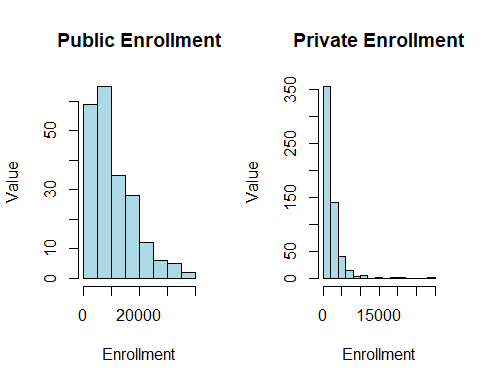 Public Enrollment
Value
0 10 30 50
0 20000
Enrollment
Private Enrollment
Value
0 50 150 250 350
0 15000
Enrollment